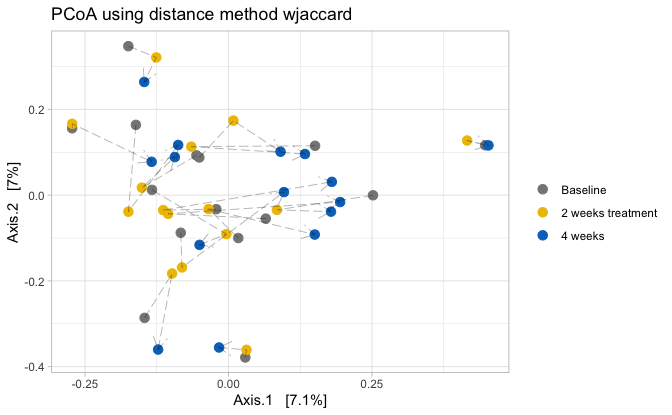 PCoA using distance method wjaccard
Axis.2 [7%]
0.2
0.0
-0.2
-0.4
-0.25
0.00
0.25
Axis.1 [7.1%]
Baseline
2 weeks treatment
4 weeks